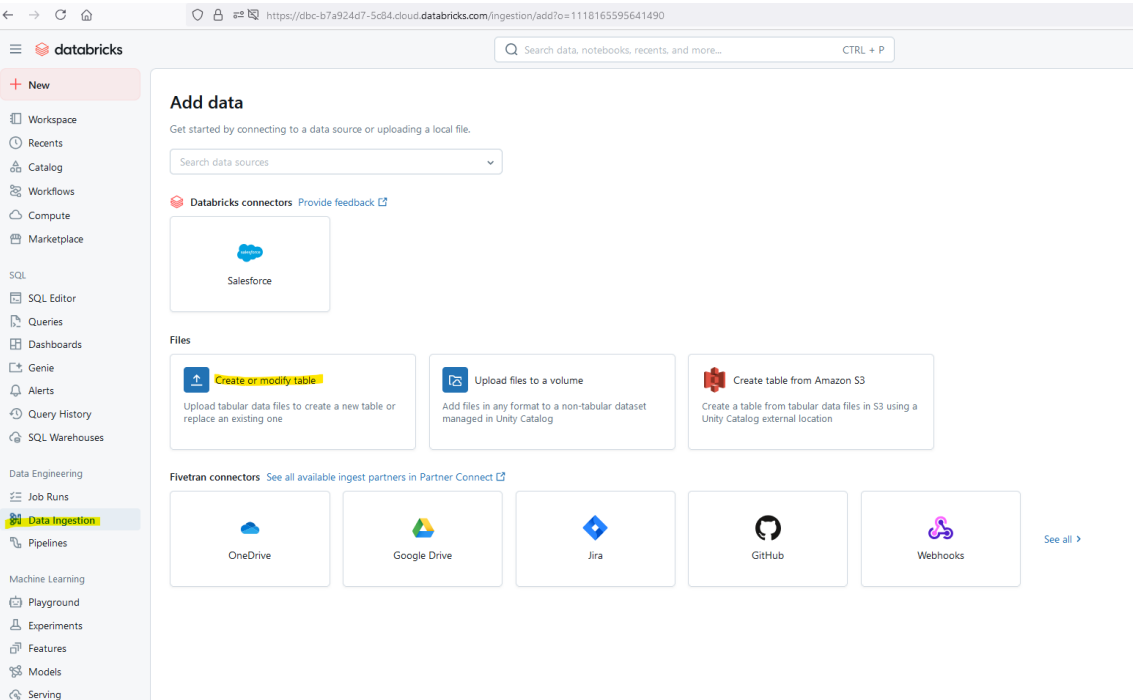 https://dbc-b7a924d7-5c84.cloud.databricks.com/ingestion/add?o=1118165595641490
databricks
Search data, notebooks, recents, and more...
CTRL + P
New
Workspace
Recents
Catalog
Workflows
Compute
Marketplace
SQL
SQL Editor
Queries
Dashboards
Genie
Alerts
Query History
SQL Warehouses
Data Engineering
Job Runs
Data Ingestion
Pipelines
Machine Learning
Playground
Experiments
Features
Models
Serving
Add data
Get started by connecting to a data source or uploading a local file.
Search data sources
Databricks connectors Provide feedback
salesforce
Salesforce
Files
Create or modify table
Upload tabular data files to create a new table or
replace an existing one
Upload files to a volume
Add files in any format to a non-tabular dataset
managed in Unity Catalog
Create table from Amazon S3
Create a table from tabular data files in S3 using a
Unity Catalog external location
Fivetran connectors See all available ingest partners in Partner Connect
OneDrive
Google Drive
Jira
GitHub
Webhooks
See all